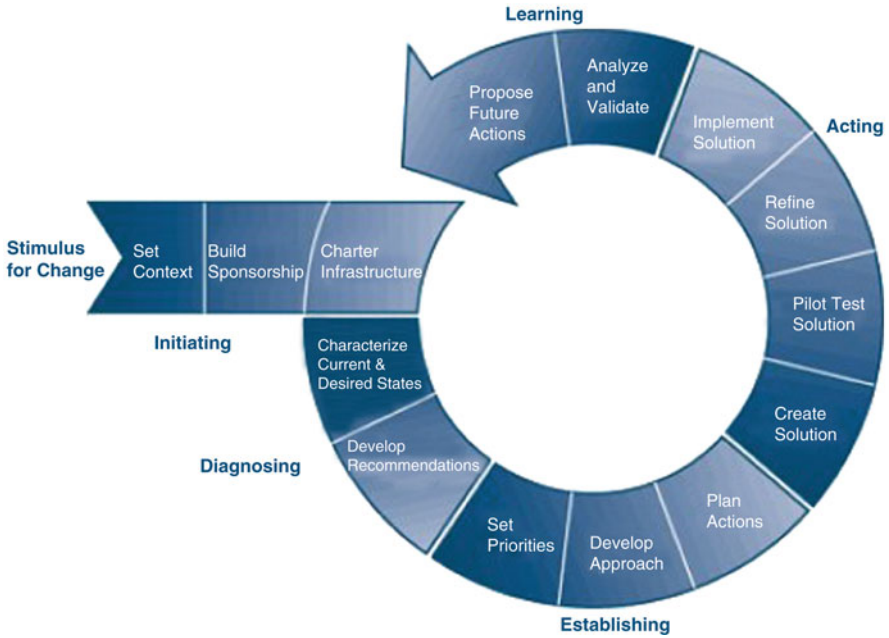 Learning
Propose
Future
Actions
Analyze
and
Validate
Implement
Solution
Acting
Refine
Solution
Pilot Test
Solution
Create
Solution
Stimulus
for Change
Set
Context
Build
Sponsorship
Charter
Infrastructure
Initiating
Characterize
Current &
Desired States
Diagnosing
Develop
Recommendations
Set
Priorities
Develop
Approach
Plan
Actions
Establishing